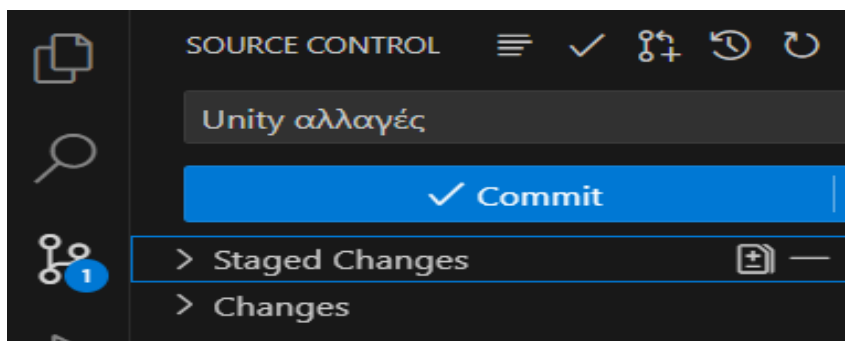 SOURCE CONTROL
Unity αλλαγές
Commit
Staged Changes
1
Changes